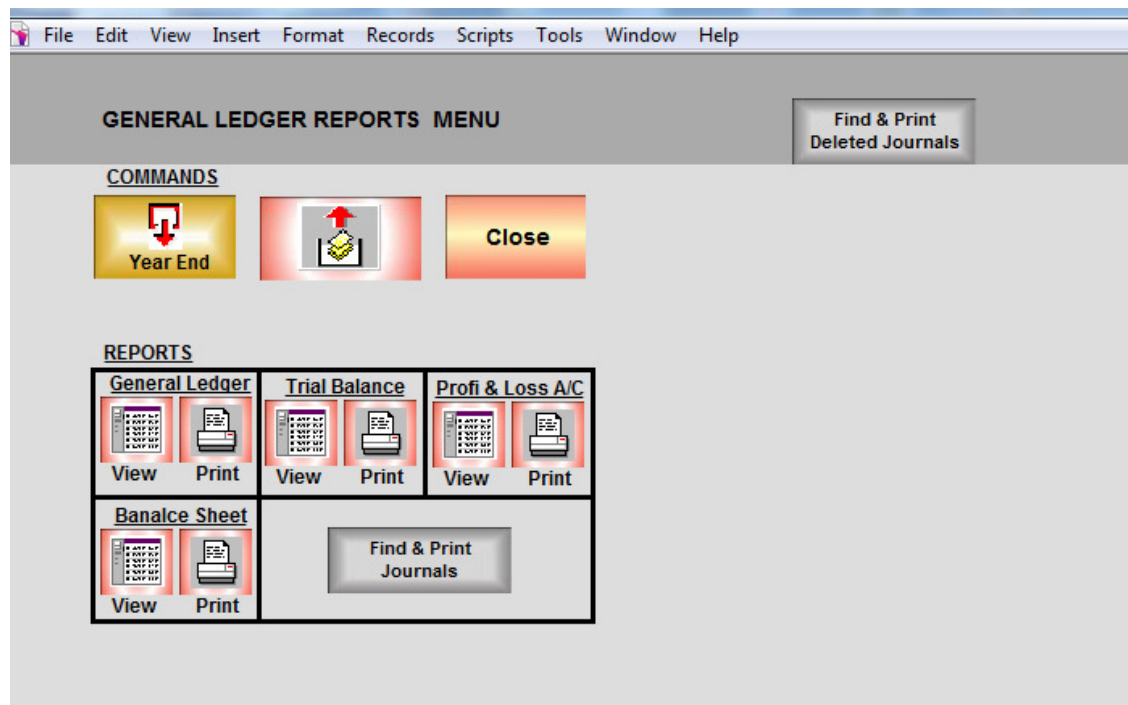 File Edit View Insert Format Records Scripts Tools Window Help
GENERAL LEDGER REPORTS MENU
Find & Print
Deleted Journals
COMMANDS
Year End
Close
REPORTS
General Ledger
View Print
Trial Balance
View Print
Profi & Loss A/C
View Print
Banalce Sheet
View Print
Find & Print
Journals